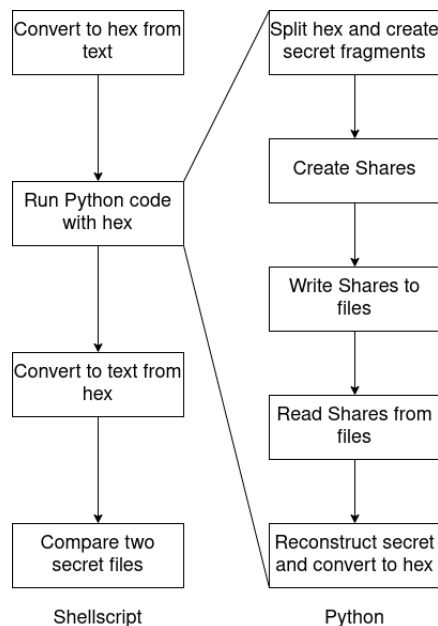 Convert to hex from
text
Run Python code
with hex
Convert to text from
hex
Compare two
secret files
Shellscript
Split hex and create
secret fragments
Create Shares
Write Shares to
files
Read Shares from
files
Reconstruct secret
and convert to hex
Python